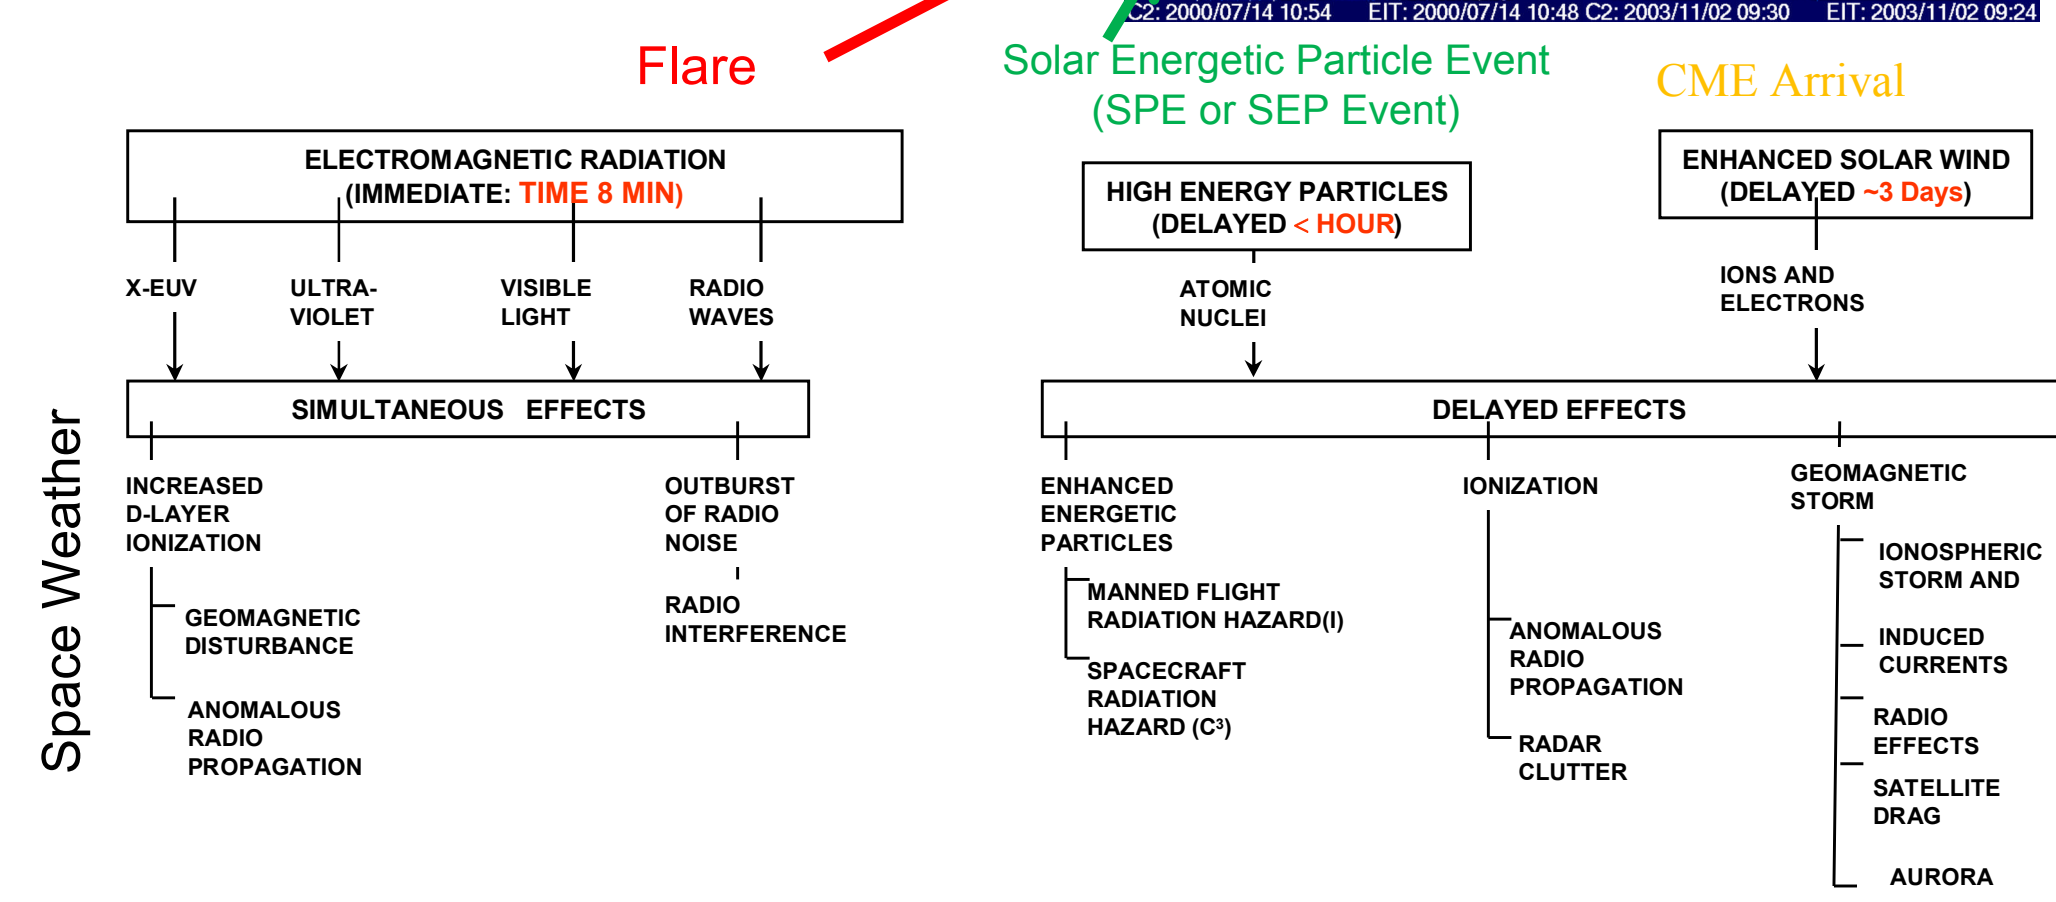 C2: 2000/07/14 10:54 EIT: 2000/07/14 10:48 C2: 2003/11/02 09:30 EIT: 2003/11/02 09:24
Flare
Solar Energetic Particle Event
(SPE or SEP Event)
CME Arrival
ELECTROMAGNETIC RADIATION
(IMMEDIATE: TIME 8 MIN)
HIGH ENERGY PARTICLES
(DELAYED < HOUR)
ENHANCED SOLAR WIND
(DELAYED ~3 Days)
X-EUV
ULTRA-
VIOLET
VISIBLE
LIGHT
RADIO
WAVES
ATOMIC
NUCLEI
IONS AND
ELECTRONS
SIMULTANEOUS EFFECTS
DELAYED EFFECTS
Space Weather
INCREASED
D-LAYER
IONIZATION
GEOMAGNETIC
DISTURBANCE
ANOMALOUS
RADIO
PROPAGATION
OUTBURST
OF RADIO
NOISE
RADIO
INTERFERENCE
ENHANCED
ENERGETIC
PARTICLES
MANNED FLIGHT
RADIATION HAZARD(I)
SPACECRAFT
RADIATION
HAZARD (C³)
IONIZATION
ANOMALOUS
RADIO
PROPAGATION
RADAR
CLUTTER
GEOMAGNETIC
STORM
IONOSPHERIC
STORM AND
INDUCED
CURRENTS
RADIO
EFFECTS
SATELLITE
DRAG
AURORA